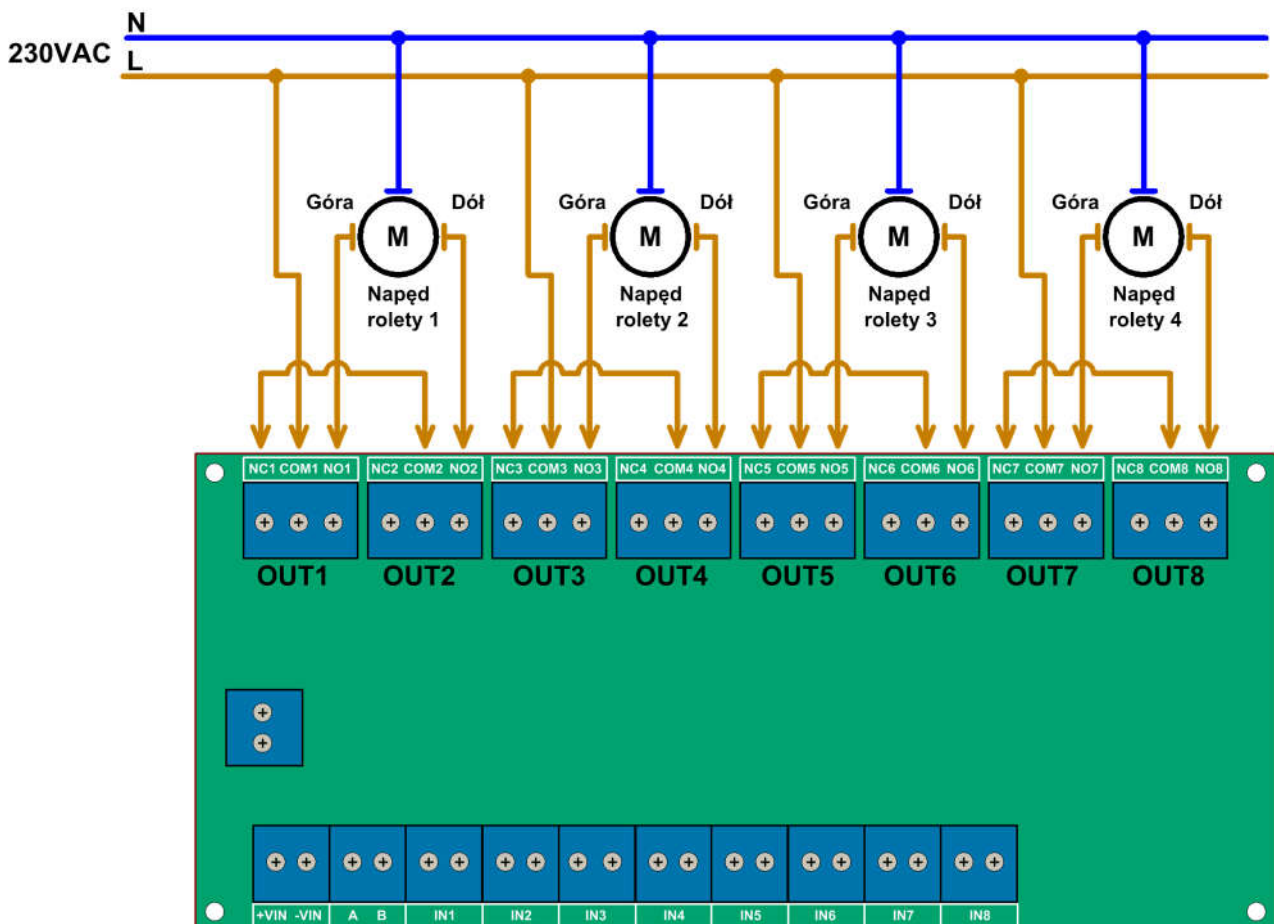 N
230VAC
L
Góra Dół Góra Dół Góra Dół Góra Dół
M M M M
Napęd Napęd Napęd Napęd
rolety 1 rolety 2 rolety 3 rolety 4
NC1 COM1 NO1 NC2 COM2 NO2 NC3 COM3 NO3 NC4 COM4 NO4 NC5 COM5 NO5 NC6 COM6 NO6 NC7 COM7 NO7 NC8 COM8 NO8
OUT1 OUT2 OUT3 OUT4 OUT5 OUT6 OUT7 OUT8
+VIN -VIN A B IN1 IN2 IN3 IN4 IN5 IN6 IN7 IN8